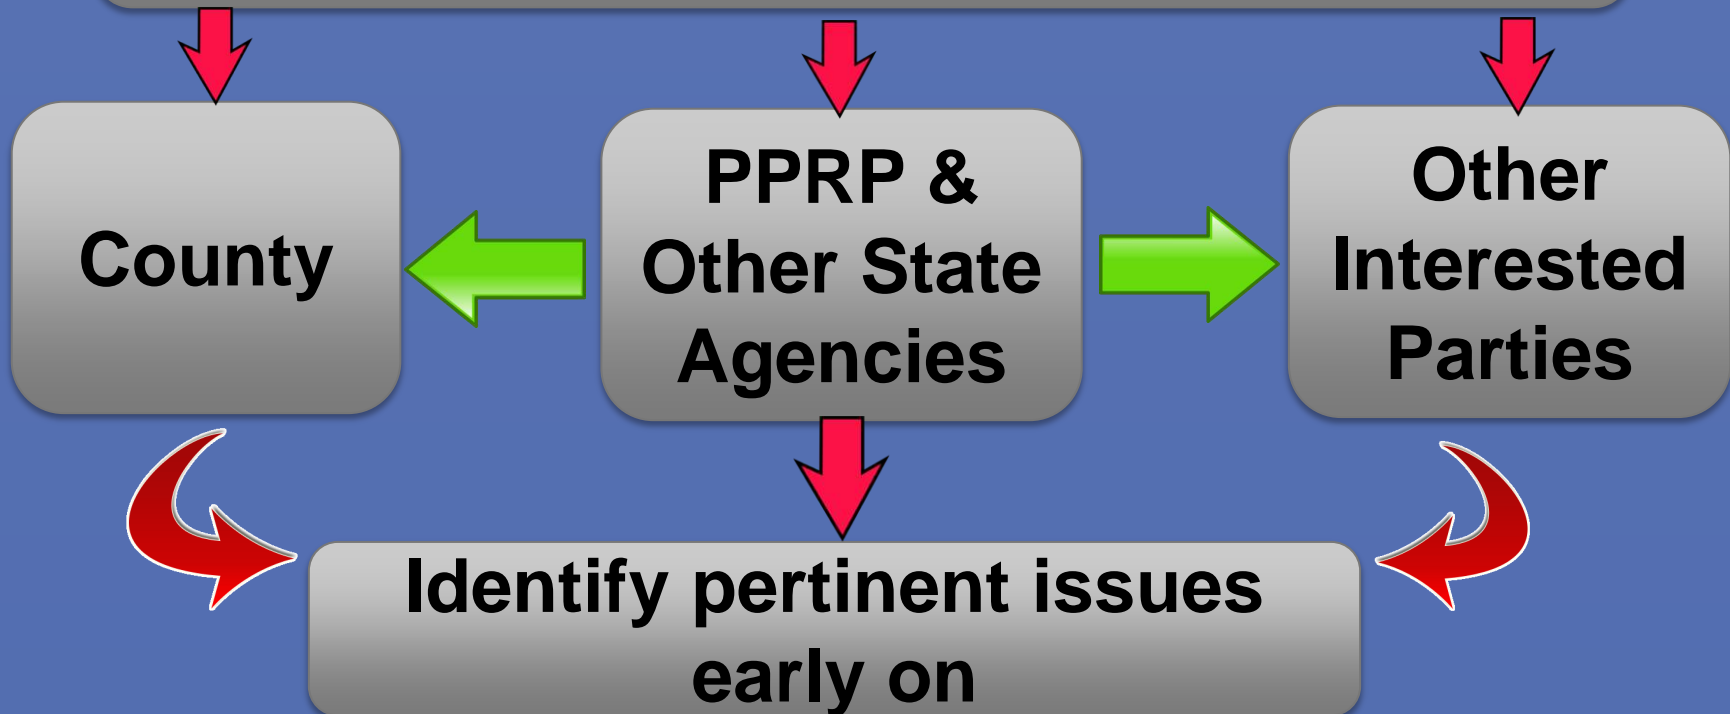 County
PPRP &
Other State
Agencies
Other
Interested
Parties
Identify pertinent issues
early on